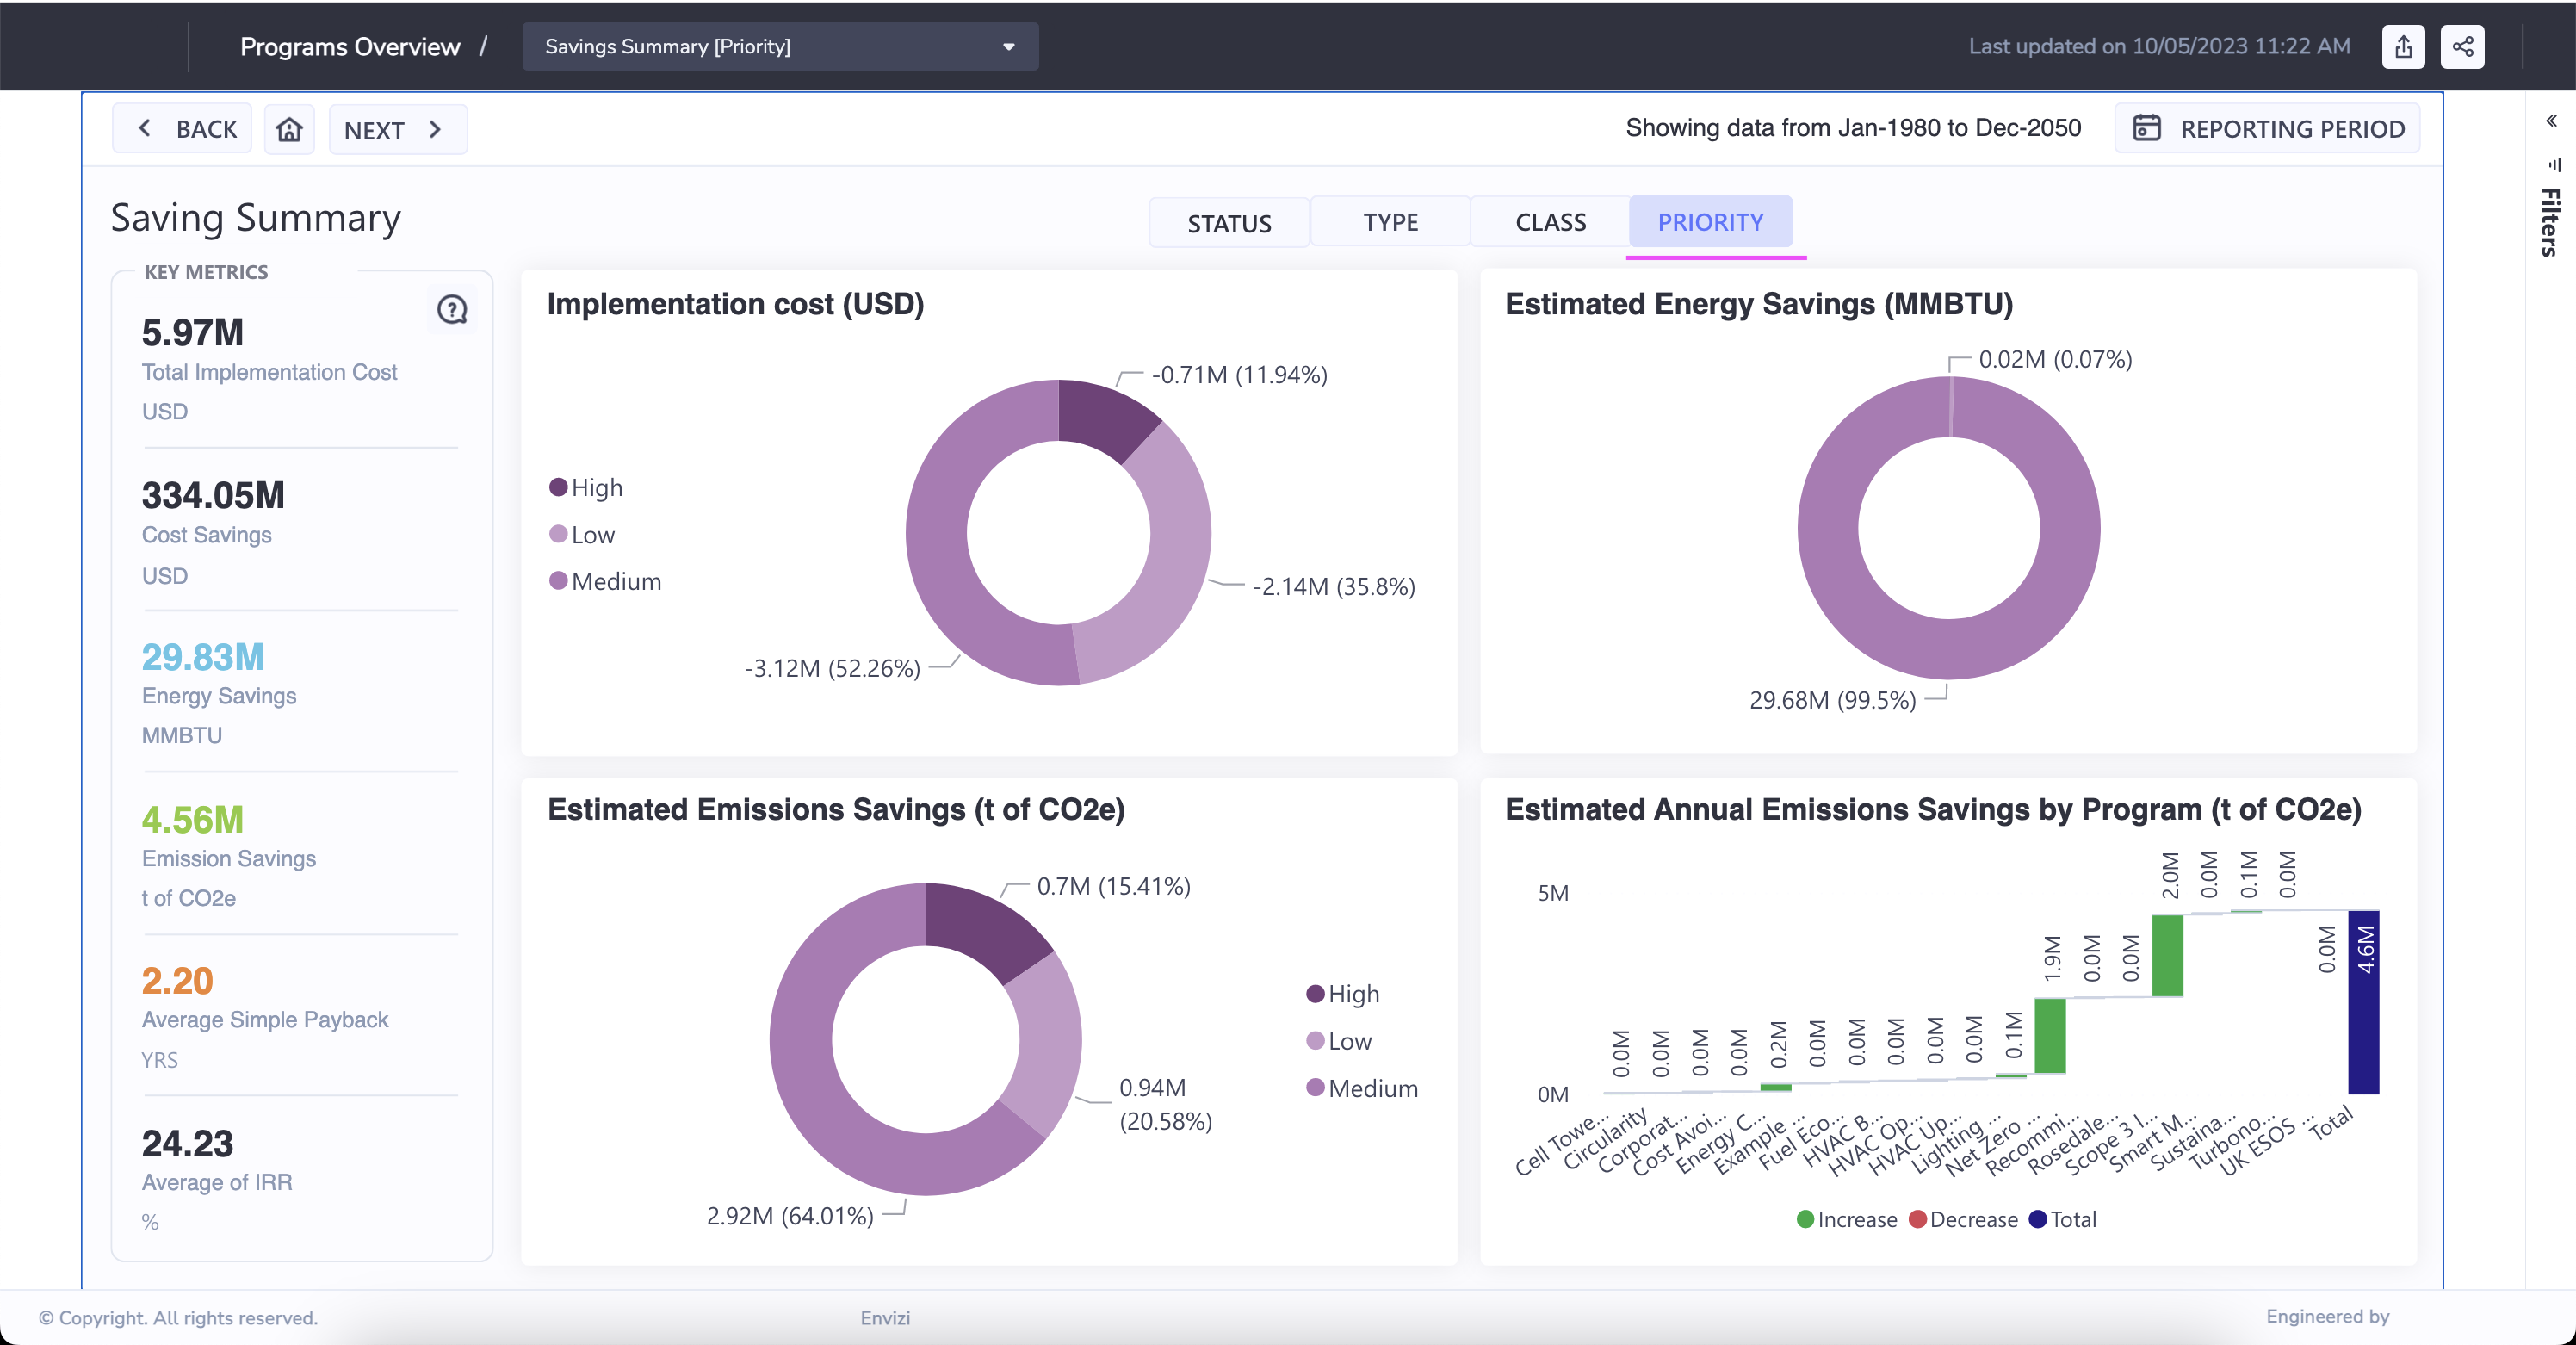 Programs Overview /
Savings Summary [Priority]
Last updated on 10/05/2023 11:22 AM
BACK
NEXT
Showing data from Jan-1980 to Dec-2050
REPORTING PERIOD
Filters
Saving Summary
STATUS
TYPE
CLASS
PRIORITY
KEY METRICS
5.97M
Total Implementation Cost
USD
334.05M
Cost Savings
USD
29.83M
Energy Savings
MMBTU
4.56M
Emission Savings
t of CO2e
2.20
Average Simple Payback
YRS
24.23
Average of IRR
%
Implementation cost (USD)
-0.71M (11.94%)
High
Low
Medium
-2.14M (35.8%)
-3.12M (52.26%)
Estimated Energy Savings (MMBTU)
0.02M (0.07%)
29.68M (99.5%)
Estimated Emissions Savings (t of CO2e)
0.7M (15.41%)
High
Low
Medium
0.94M
(20.58%)
2.92M (64.01%)
Estimated Annual Emissions Savings by Program (t of CO2e)
5M
0M
0.0M
0.0M
0.0M
0.0M
0.2M
0.0M
0.0M
0.0M
0.0M
0.0M
0.1M
1.9M
0.0M
0.0M
2.0M
0.0M
0.1M
0.0M
0.0M
4.6M
Cell Towe...
Circularity
Corporat...
Cost Avoi...
Energy C...
Example ...
Fuel Eco...
HVAC B...
HVAC Op...
HVAC Up...
Lighting ...
Net Zero ...
Recommi...
Rosedale...
Scope 3 I...
Smart M...
Sustaina...
Turbono...
UK ESOS ...
Total
Increase
Decrease
Total
© Copyright. All rights reserved.
Envizi
Engineered by